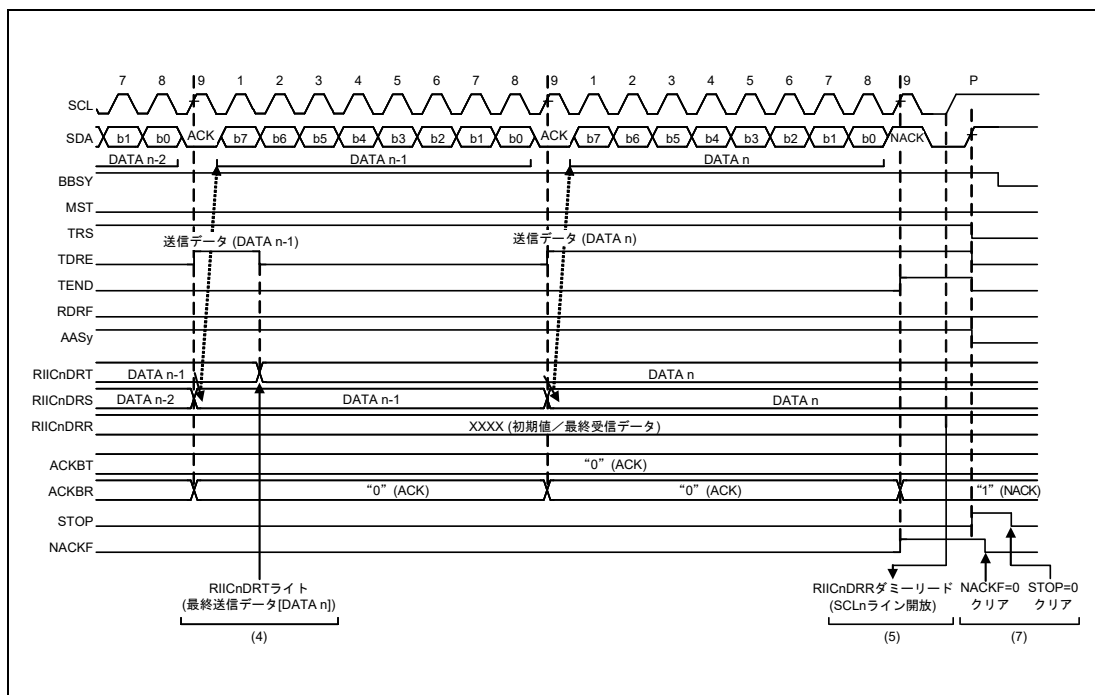 7 8 9 1 2 3 4 5 6 7 8 9 1 2 3 4 5 6 7 8 9 P
SCL
SDA b1 b0 ACK b7 b6 b5 b4 b3 b2 b1 b0 ACK b7 b6 b5 b4 b3 b2 b1 b0 NACK
DATA n-2 DATA n-1 DATA n
BBSY
MST
TRS
送信データ (DATA n-1) 送信データ (DATA n)
TDRE
TEND
RDRF
AASy
RIICnDRT DATA n-1 DATA n
RIICnDRS DATA n-2 DATA n-1 DATA n
RIICnDRR XXXX (初期値／最終受信データ)
ACKBT “0” (ACK)
ACKBR “0” (ACK) “0” (ACK) “1” (NACK)
STOP
NACKF
RIICnDRTライト RIICnDRRダミーリード NACKF=0 STOP=0
(最終送信データ[DATA n]) (SCLnライン開放) クリア クリア
(4) (5) (7)